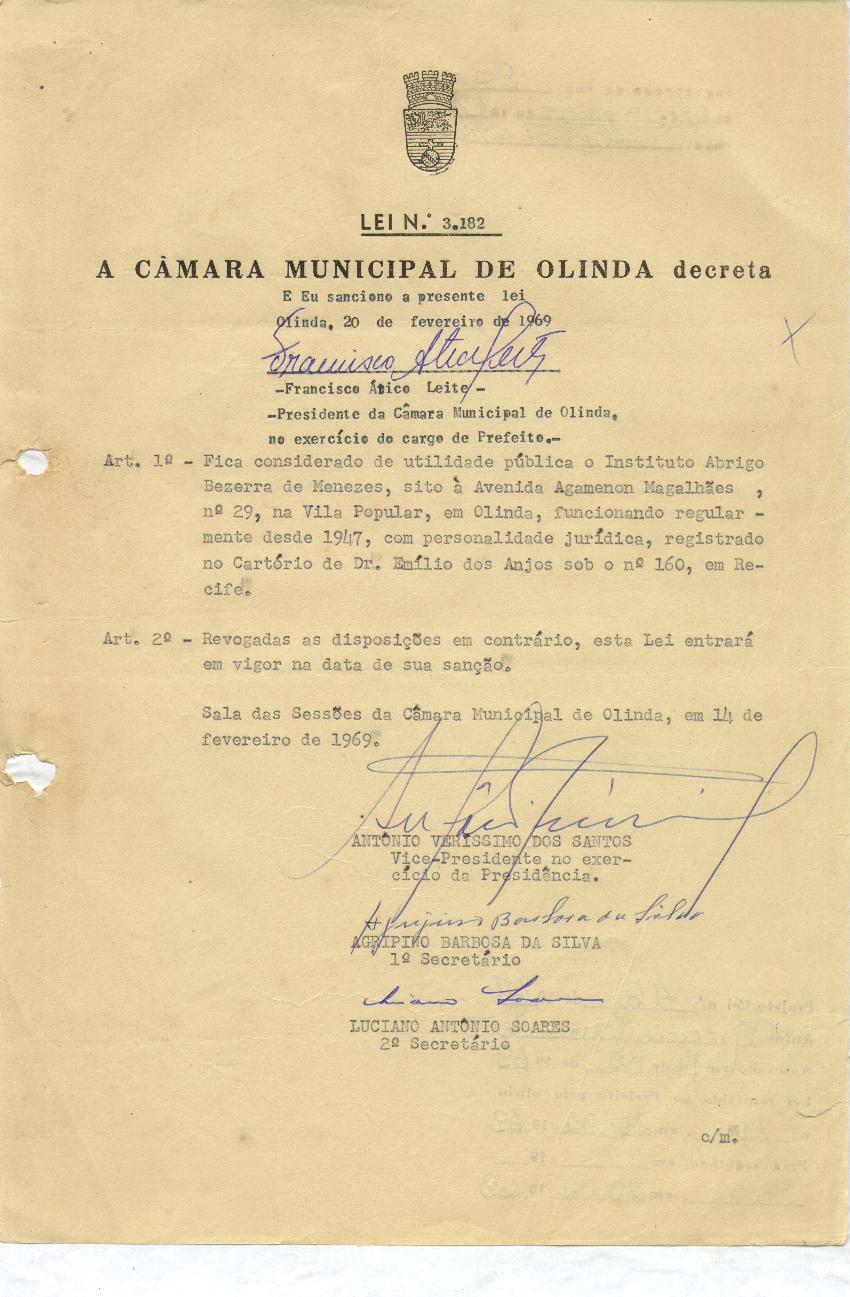 LEI N.º 3.182
A CÂMARA MUNICIPAL DE OLINDA decreta
E Eu sanciono a presente lei
Olinda, 20 de fevereiro de 1969
Francisco Ático Leite
-Francisco Ático Leite-
-Presidente da Câmara Municipal de Olinda,
no exercício do cargo de Prefeito.-
Art. 1º - Fica considerado de utilidade pública o Instituto Abrigo
Bezerra de Menezes, sito à Avenida Agamenon Magalhães ,
nº 29, na Vila Popular, em Olinda, funcionando regular -
mente desde 1947, com personalidade jurídica, registrado
no Cartório de Dr. Emílio dos Anjos sob o nº 160, em Re-
cife.
Art. 2º - Revogadas as disposições em contrário, esta Lei entrará
em vigor na data de sua sanção.
Sala das Sessões da Câmara Municipal de Olinda, em 14 de
fevereiro de 1969.
ANTÔNIO VERÍSSIMO DOS SANTOS
Vice-Presidente no exer-
cício da Presidência.
Agripino Barbosa da Silva
AGRIPINO BARBOSA DA SILVA
1º Secretário
Luciano Soares
LUCIANO ANTÔNIO SOARES
2º Secretário
c/m.